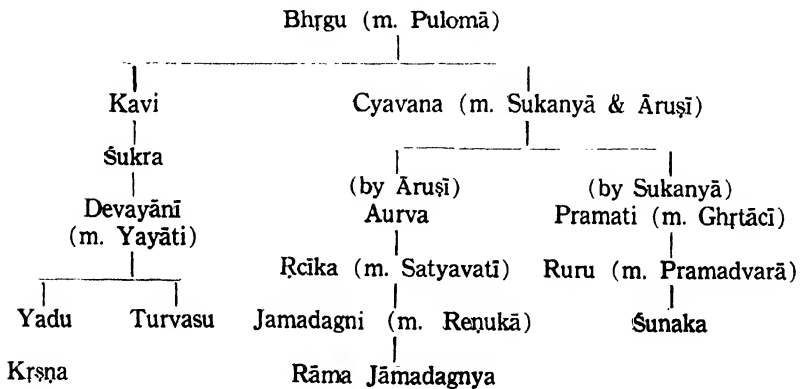 Bhṛgu (m. Pulomā)
Kavi Cyavana (m. Sukanyā & Āruṣī)
Śukra
(by Āruṣī) (by Sukanyā)
Devayānī Aurva Pramati (m. Ghṛtācī)
(m. Yayāti)
Ṛcīka (m. Satyavatī) Ruru (m. Pramadvarā)
Yadu Turvasu Jamadagni (m. Reṇukā) Śunaka
Kṛṣṇa Rāma Jāmadagnya